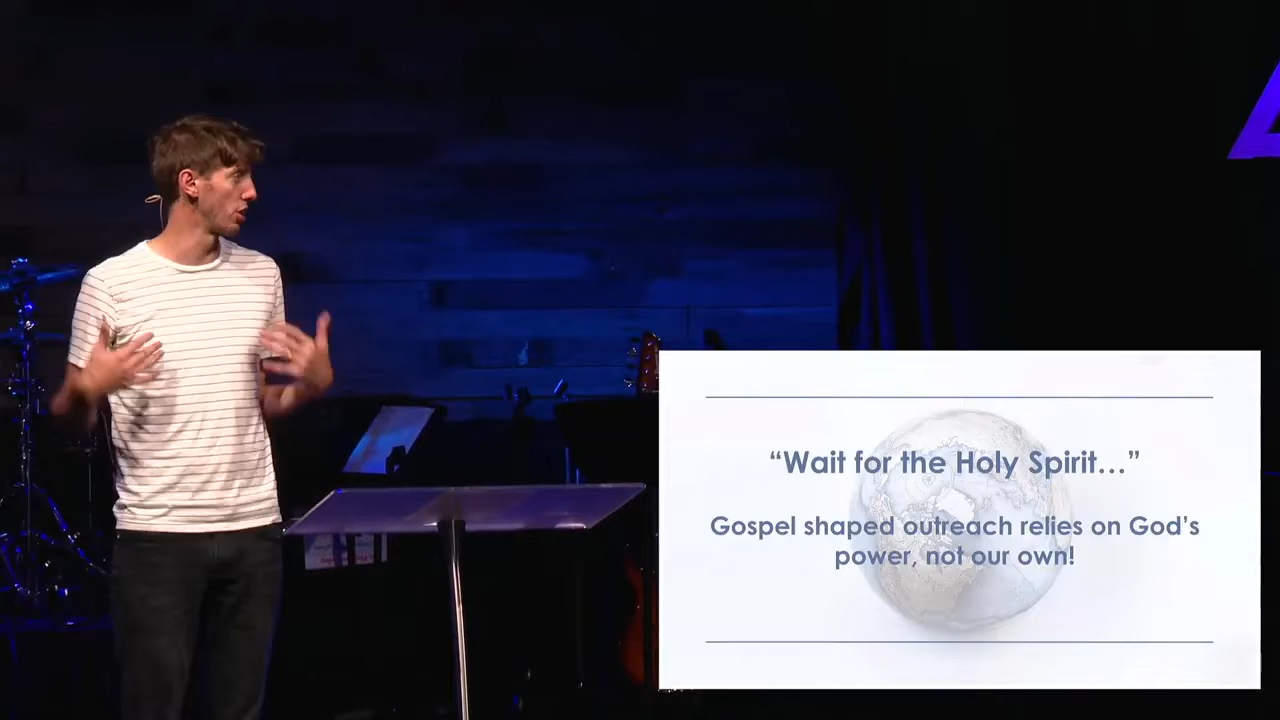 “Wait for the Holy Spirit…”
Gospel shaped outreach relies on God’s
power, not our own!